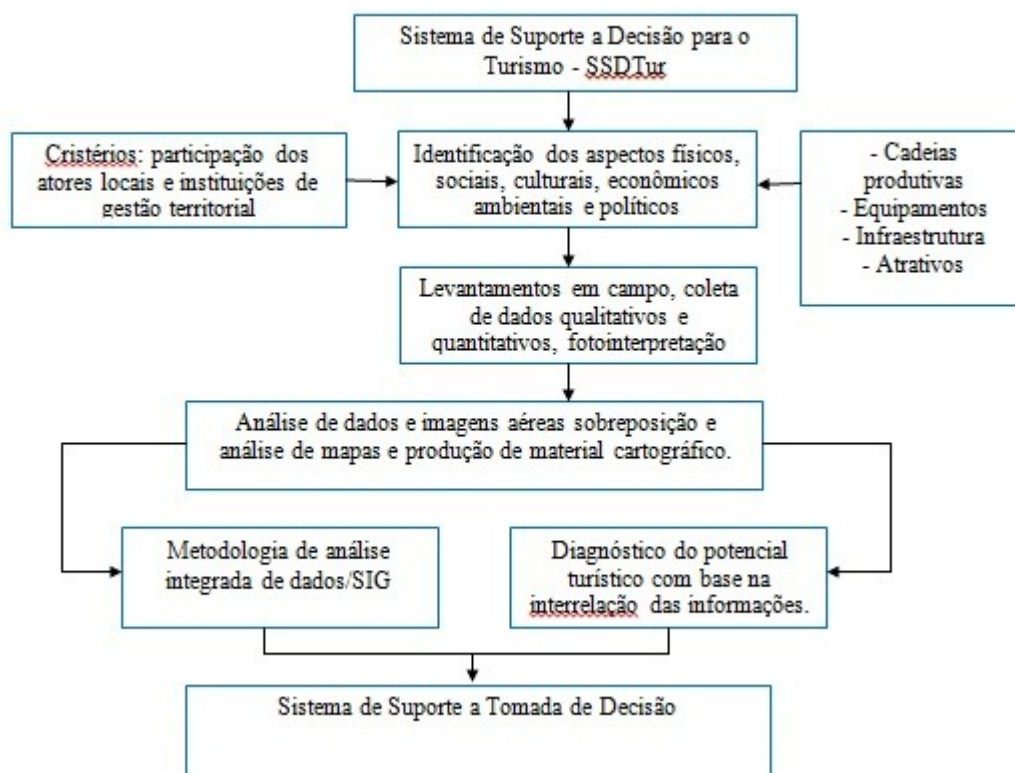 Sistema de Suporte a Decisão para o
Turismo - SSDTur
Cristérios: participação dos
atores locais e instituições de
gestão territorial
Identificação dos aspectos físicos,
sociais, culturais, econômicos
ambientais e políticos
- Cadeias
produtivas
- Equipamentos
- Infraestrutura
- Atrativos
Levantamentos em campo, coleta
de dados qualitativos e
quantitativos, fotointerpretação
Análise de dados e imagens aéreas sobreposição e
análise de mapas e produção de material cartográfico.
Metodologia de análise
integrada de dados/SIG
Diagnóstico do potencial
turístico com base na
interrelação das informações.
Sistema de Suporte a Tomada de Decisão